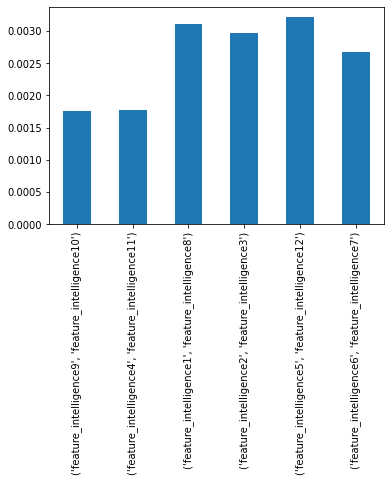 0.0030
0.0025
0.0020
0.0015
0.0010
0.0005
0.0000
('feature_intelligence9', 'feature_intelligence10')
('feature_intelligence4', 'feature_intelligence11')
('feature_intelligence1', 'feature_intelligence8')
('feature_intelligence2', 'feature_intelligence3')
('feature_intelligence5', 'feature_intelligence12')
('feature_intelligence6', 'feature_intelligence7')